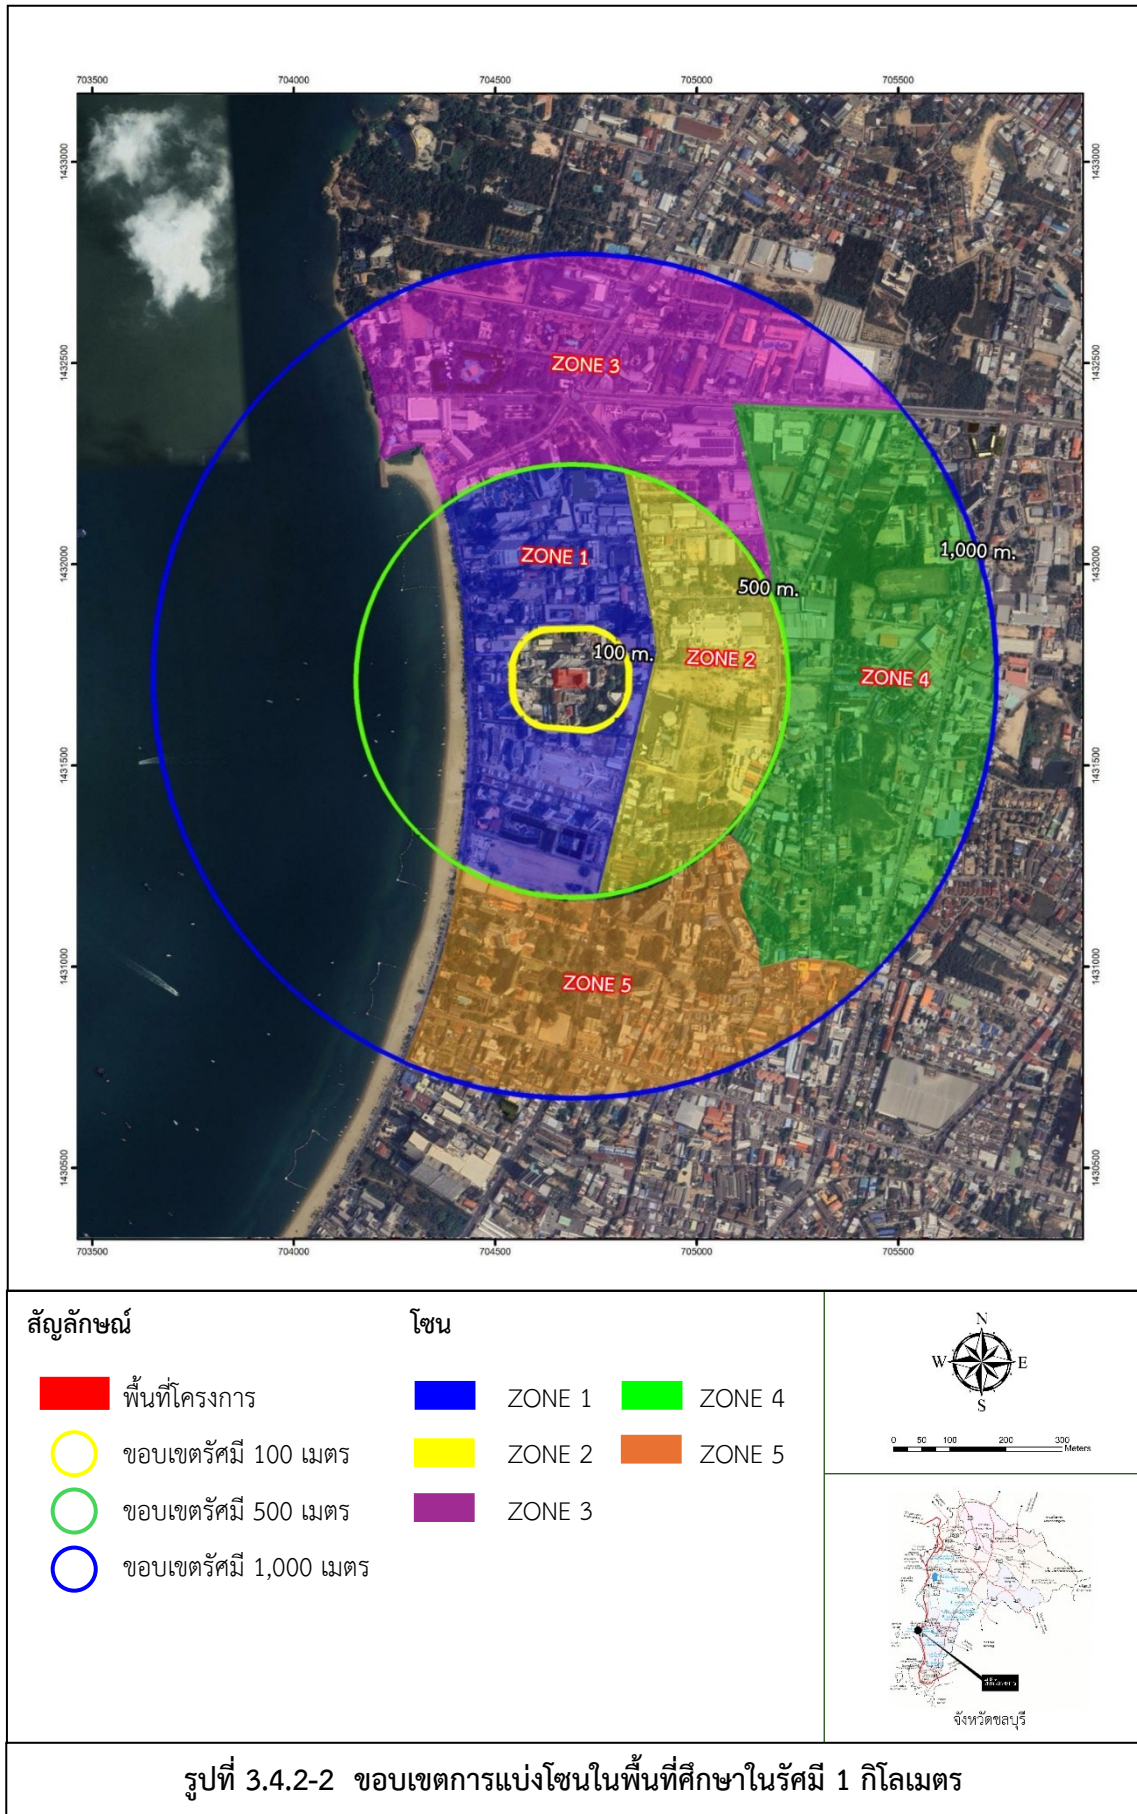 703500 704000 704500 705000 705500
1433000 1433000
1432500 1432500
1432000 1432000
1431500 1431500
1431000 1431000
1430500 1430500
ZONE 3
ZONE 1
1,000 m.
500 m.
100 m.
ZONE 2
ZONE 4
ZONE 5
703500 704000 704500 705000 705500
สัญลักษณ์
พื้นที่โครงการ
ขอบเขตรัศมี 100 เมตร
ขอบเขตรัศมี 500 เมตร
ขอบเขตรัศมี 1,000 เมตร
โซน
ZONE 1 ZONE 4
ZONE 2 ZONE 5
ZONE 3
N
W E
S
0 50 100 200 300
Meters
จังหวัดชลบุรี
รูปที่ 3.4.2-2 ขอบเขตการแบ่งโซนในพื้นที่ศึกษาในรัศมี 1 กิโลเมตร